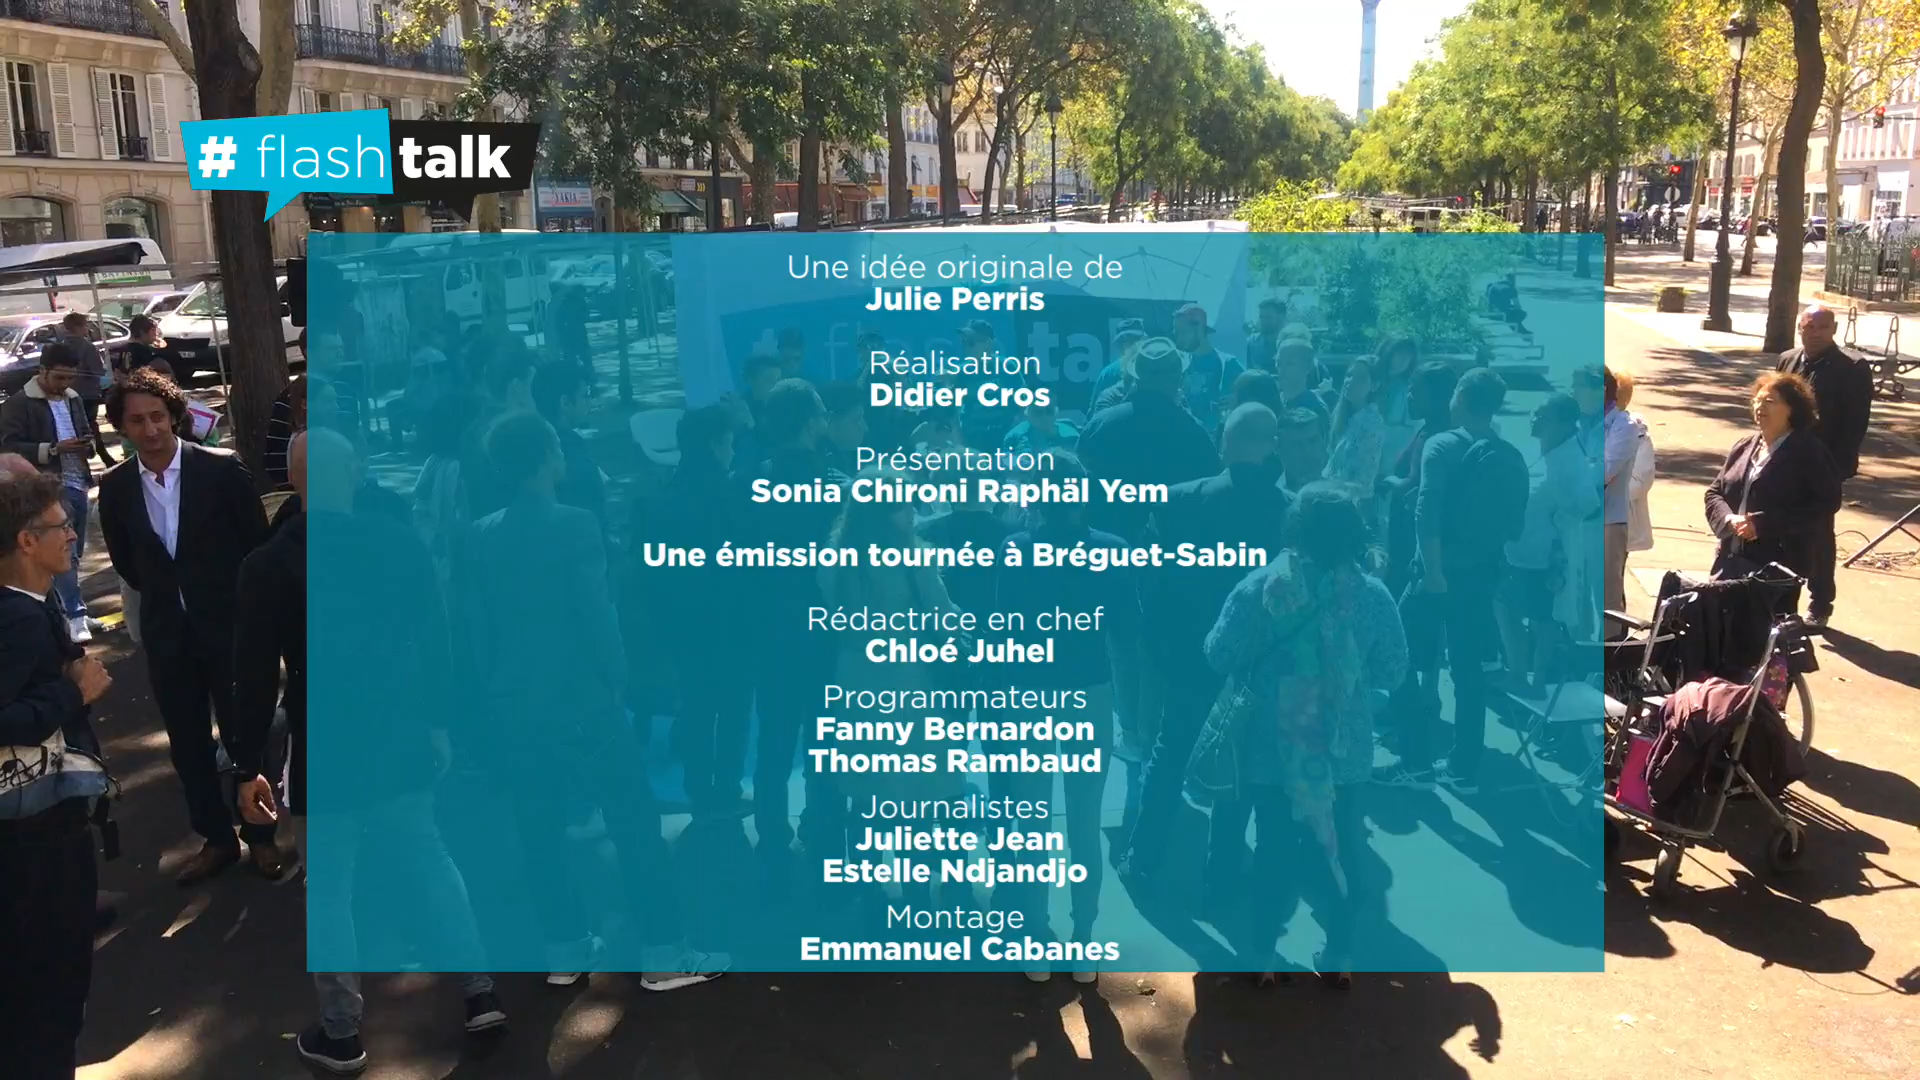 # flash talk
Une idée originale de
Julie Perris
Réalisation
Didier Cros
Présentation
Sonia Chironi Raphäl Yem
Une émission tournée à Bréguet-Sabin
Rédactrice en chef
Chloé Juhel
Programmateurs
Fanny Bernardon
Thomas Rambaud
Journalistes
Juliette Jean
Estelle Ndjandjo
Montage
Emmanuel Cabanes